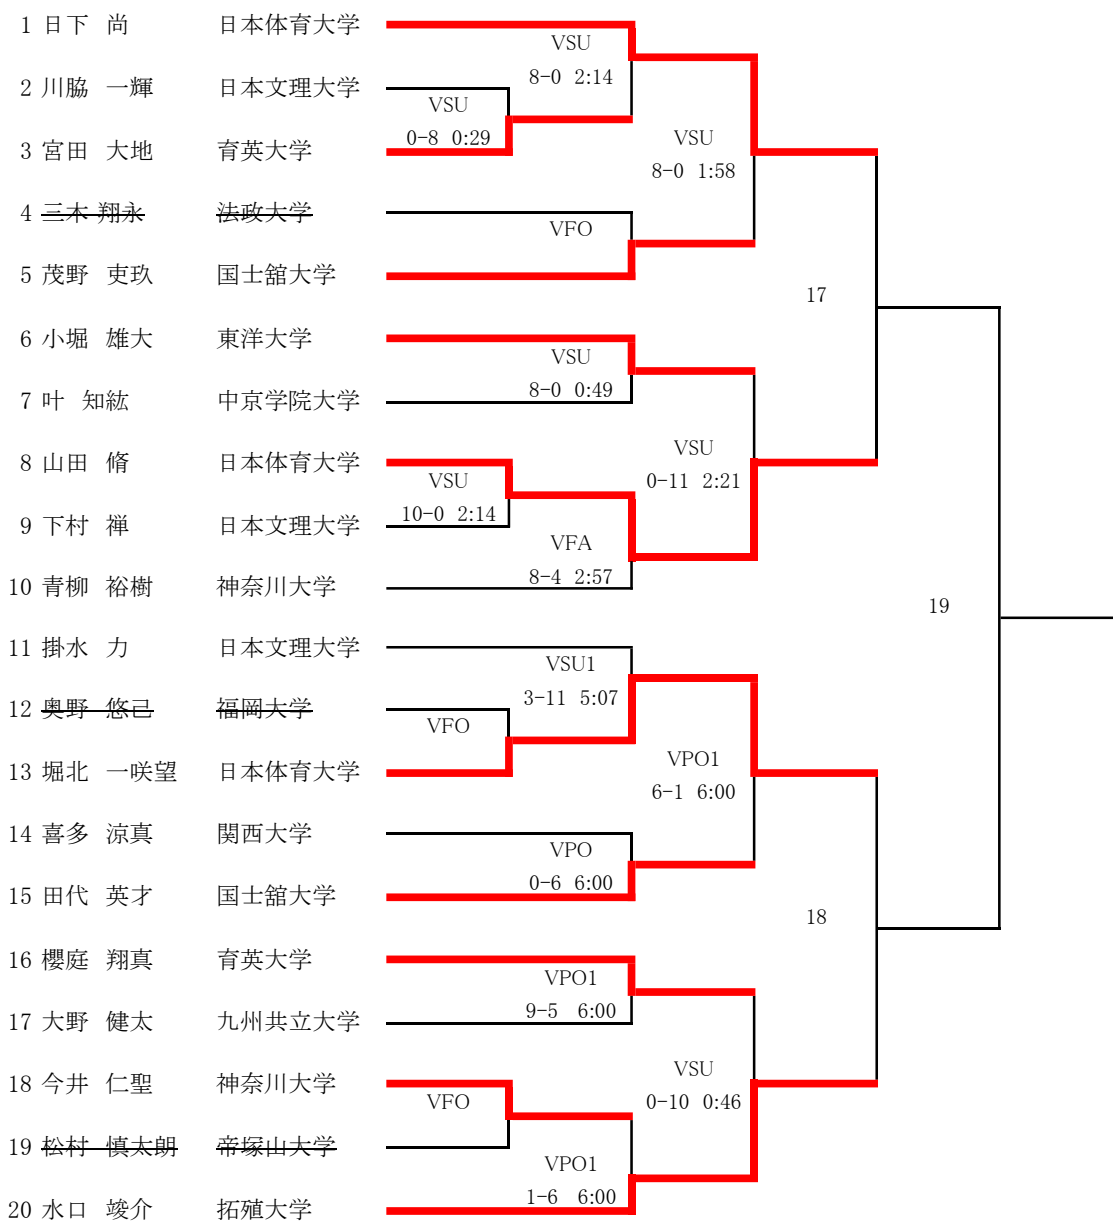 1 日下 尚 日本体育大学
VSU
8-0 2:14
2 川脇 一輝 日本文理大学
VSU
0-8 0:29
3 宮田 大地 育英大学
VSU
8-0 1:58
4 三木 翔永 法政大学
VFO
5 茂野 吏玖 国士舘大学
17
6 小堀 雄大 東洋大学
VSU
8-0 0:49
7 叶 知紘 中京学院大学
VSU
0-11 2:21
8 山田 脩 日本体育大学
VSU
10-0 2:14
9 下村 禅 日本文理大学
VFA
8-4 2:57
10 青柳 裕樹 神奈川大学
19
11 掛水 力 日本文理大学
VSU1
3-11 5:07
12 奥野 悠己 福岡大学
VFO
13 堀北 一咲望 日本体育大学
VPO1
6-1 6:00
14 喜多 涼真 関西大学
VPO
0-6 6:00
15 田代 英才 国士舘大学
18
16 櫻庭 翔真 育英大学
VPO1
9-5 6:00
17 大野 健太 九州共立大学
VSU
0-10 0:46
18 今井 仁聖 神奈川大学
VFO
19 松村 慎太朗 帝塚山大学
VPO1
1-6 6:00
20 水口 竣介 拓殖大学